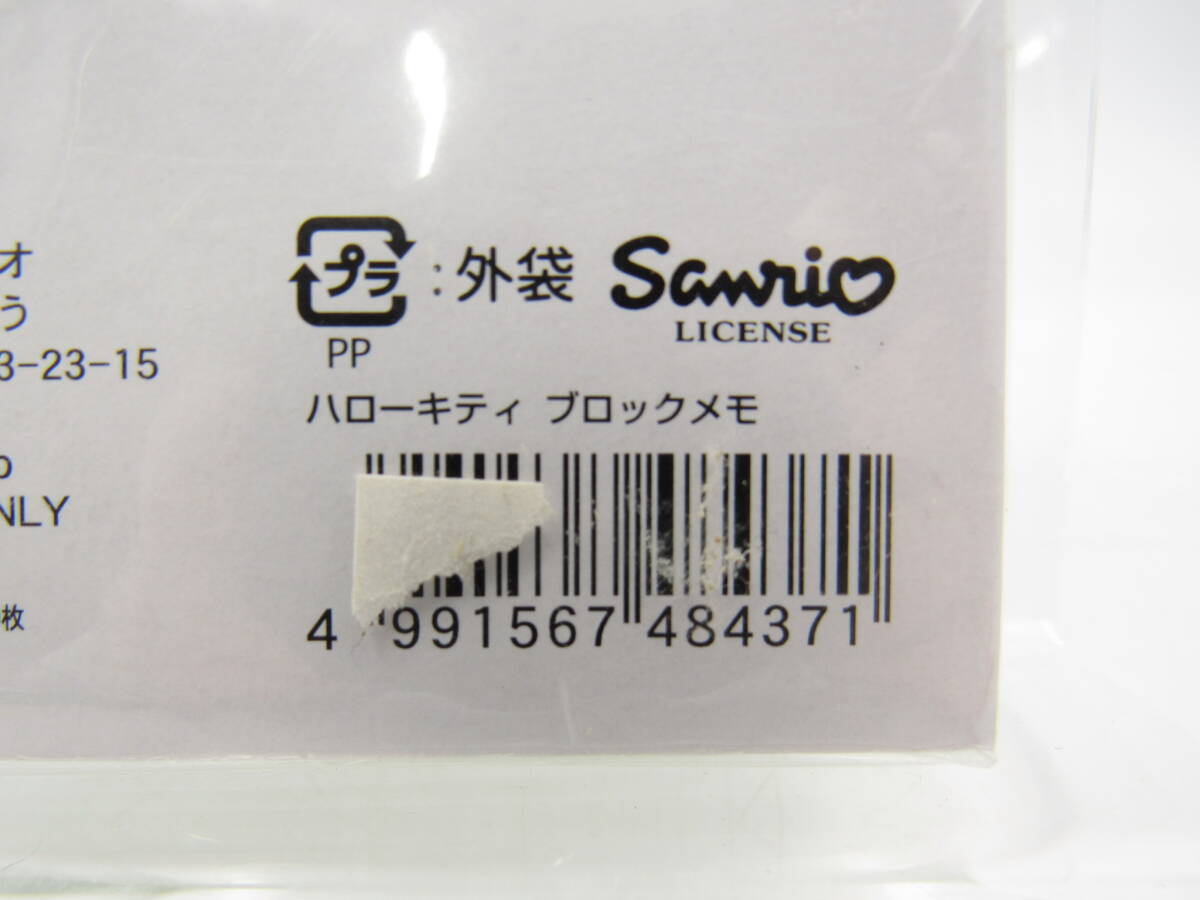 オ
う
3-23-15
NLY
枚
プラ :外袋 Sanrio
LICENSE
PP
ハローキティ ブロックメモ
4 991567 484371